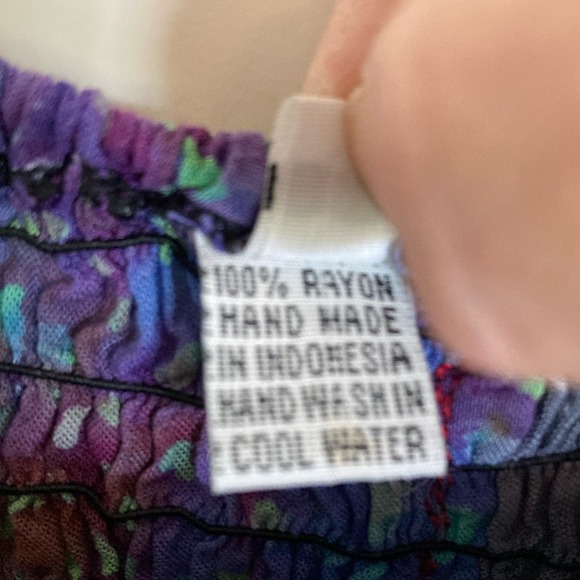 100% RAYON
HAND MADE
IN INDONESIA
HAND WASH IN
COOL WATER